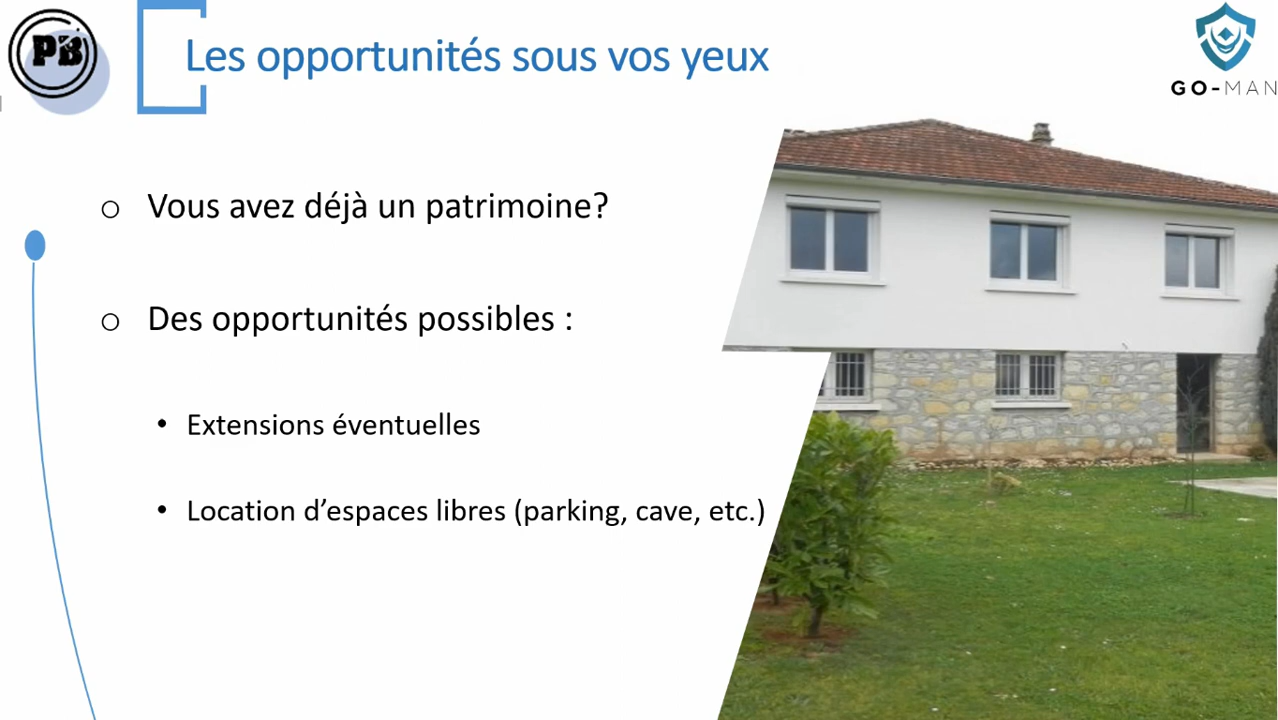 PB
Les opportunités sous vos yeux
GO-MAN
o Vous avez déjà un patrimoine?
o Des opportunités possibles :
• Extensions éventuelles
• Location d’espaces libres (parking, cave, etc.)